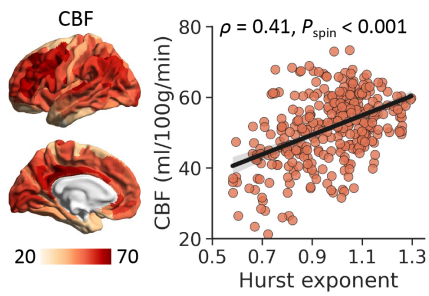 CBF
20 70
ρ = 0.41, Pspin < 0.001
CBF (ml/100g/min)
80
60
40
20
0.5 0.7 0.9 1.1 1.3
Hurst exponent